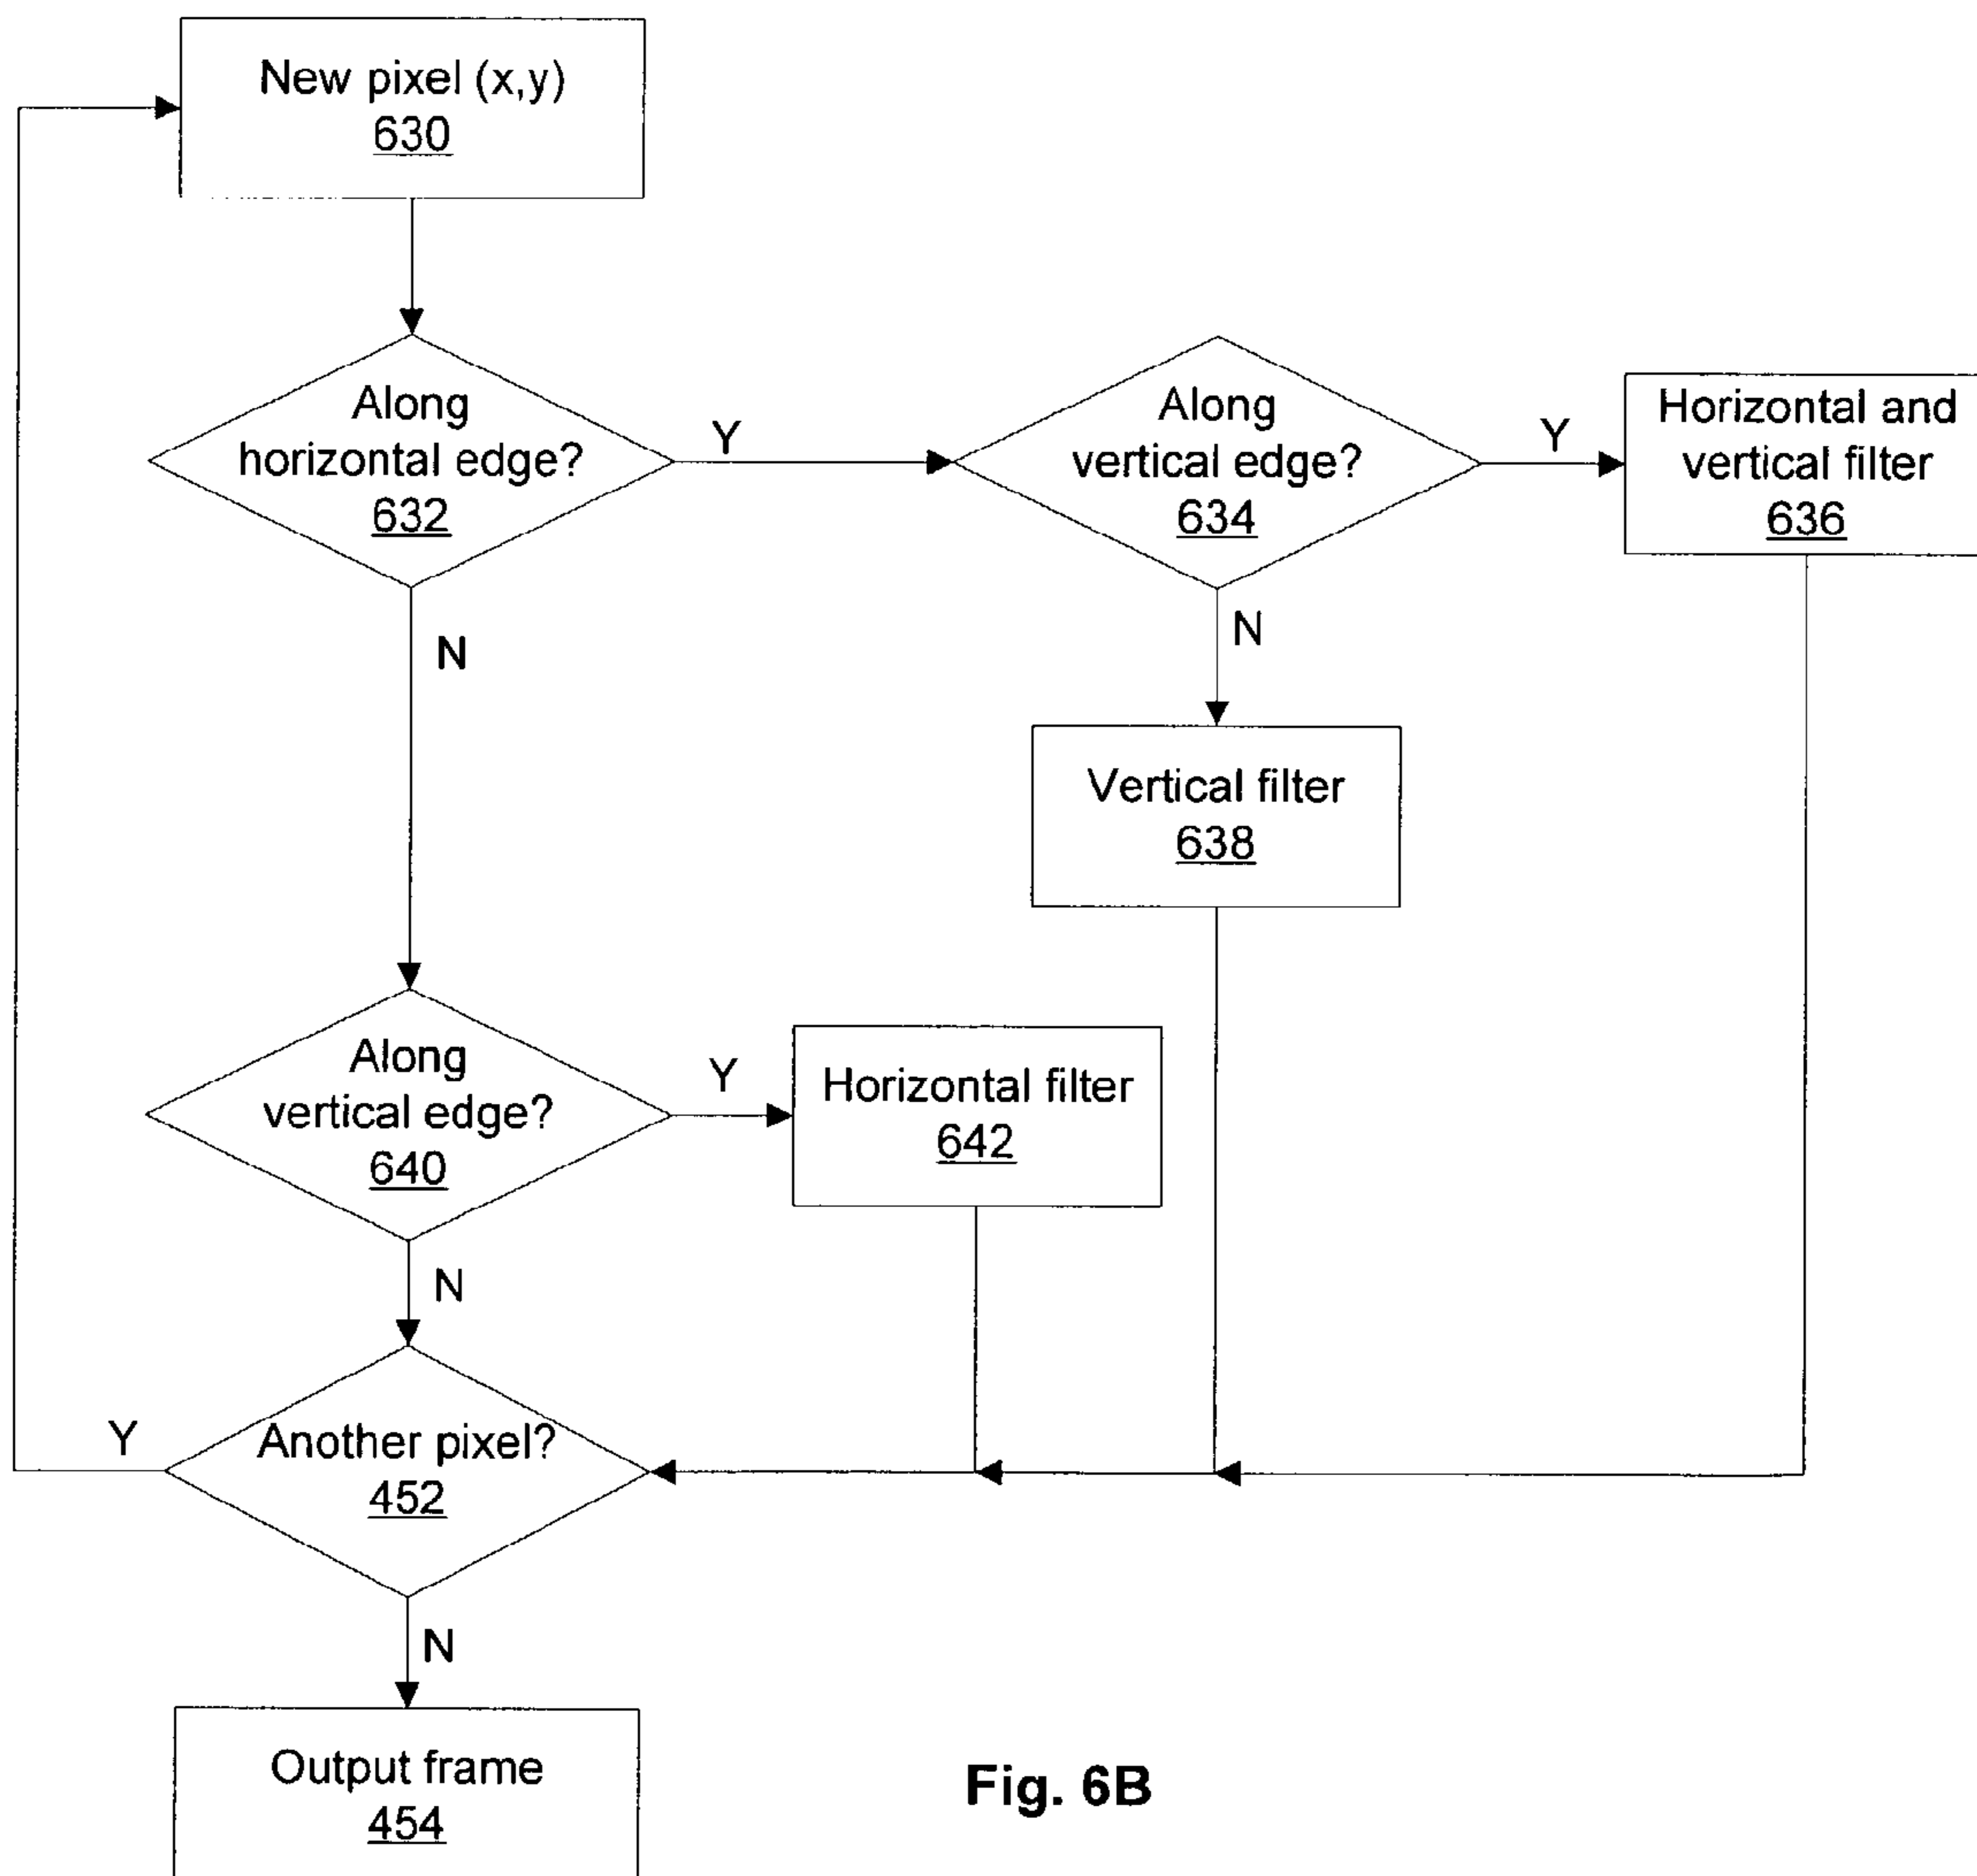 New pixel (x,y)
630
Along
horizontal edge?
632
Y
Along
vertical edge?
634
Y
Horizontal and
vertical filter
636
N
N
Vertical filter
638
Along
vertical edge?
640
Y
Horizontal filter
642
N
Y
Another pixel?
452
N
Output frame
454
Fig. 6B